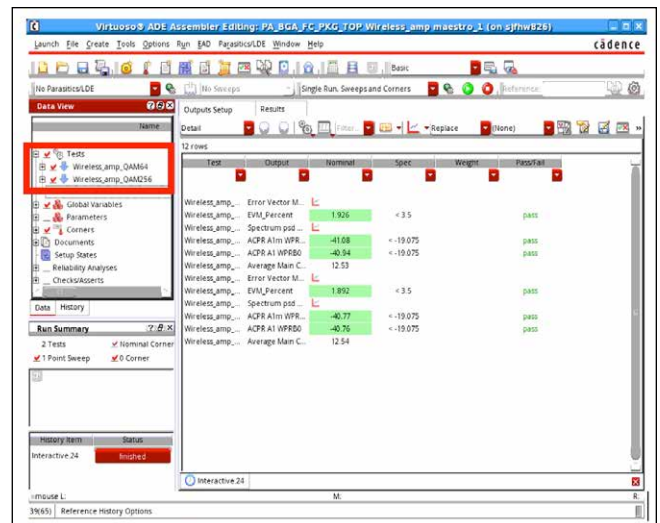 Virtuoso® ADE Assembler Editing: PA_BGA_FC_PKG_TOP Wireless_amp maestro_1 (on sjfhw826)
Launch File Create Tools Options Run EAD Parasitics/LDE Window Help
cādence
Basic
No Parasitics/LDE
No Sweeps
Single Run, Sweeps and Corners
Reference:
Data View
Name
Tests
Wireless_amp_QAM64
Wireless_amp_QAM256
Global Variables
Parameters
Corners
Documents
Setup States
Reliability Analyses
Checks/Asserts
Data History
Run Summary
2 Tests Nominal Corner
1 Point Sweep 0 Corner
History Item Status
Interactive.24 finished
Outputs Setup Results
Detail Filter... Replace (None)
12 rows
Test Output Nominal Spec Weight Pass/Fail
Wireless_amp_... Error Vector M...
Wireless_amp_... EVM_Percent 1.926 < 3.5 pass
Wireless_amp_... Spectrum psd ...
Wireless_amp_... ACPR A1m WPR... -41.08 < -19.075 pass
Wireless_amp_... ACPR A1 WPRB0 -40.94 < -19.075 pass
Wireless_amp_... Average Main C... 12.53
Wireless_amp_... Error Vector M...
Wireless_amp_... EVM_Percent 1.892 < 3.5 pass
Wireless_amp_... Spectrum psd ...
Wireless_amp_... ACPR A1m WPR... -40.77 < -19.075 pass
Wireless_amp_... ACPR A1 WPRB0 -40.76 < -19.075 pass
Wireless_amp_... Average Main C... 12.54
Interactive.24
mouse L: M: R:
39(65) Reference History Options